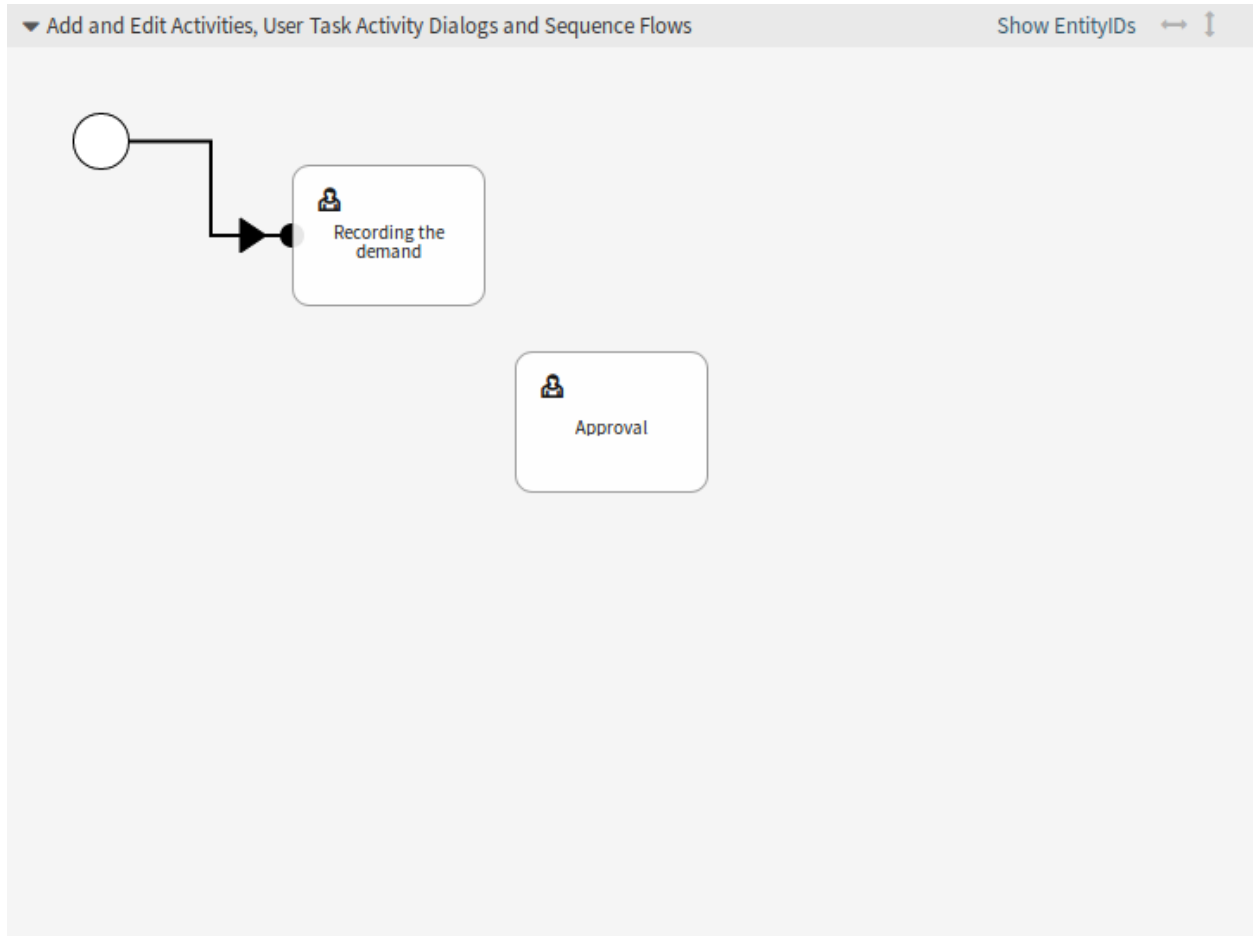 Add and Edit Activities, User Task Activity Dialogs and Sequence Flows Show EntityIDs
Recording the
demand
Approval